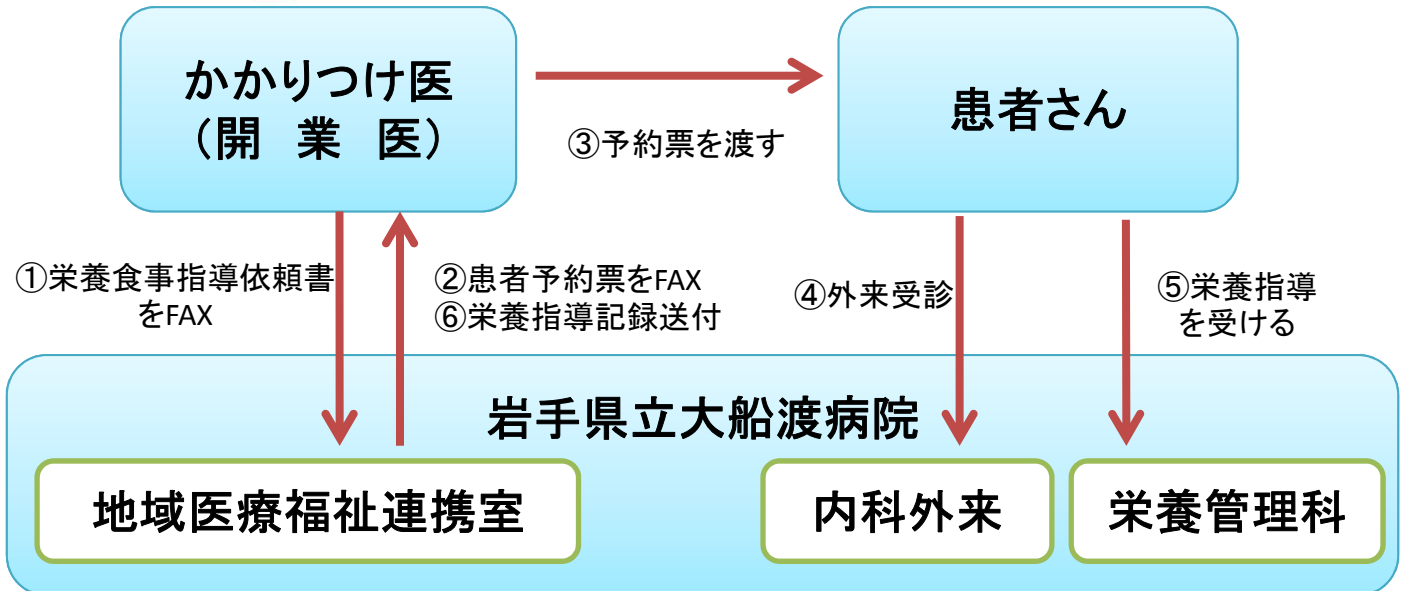 かかりつけ医
（開　業　医）
患者さん
③予約票を渡す
①栄養食事指導依頼書
をFAX
②患者予約票をFAX
⑥栄養指導記録送付
④外来受診
⑤栄養指導
を受ける
岩手県立大船渡病院
地域医療福祉連携室
内科外来
栄養管理科